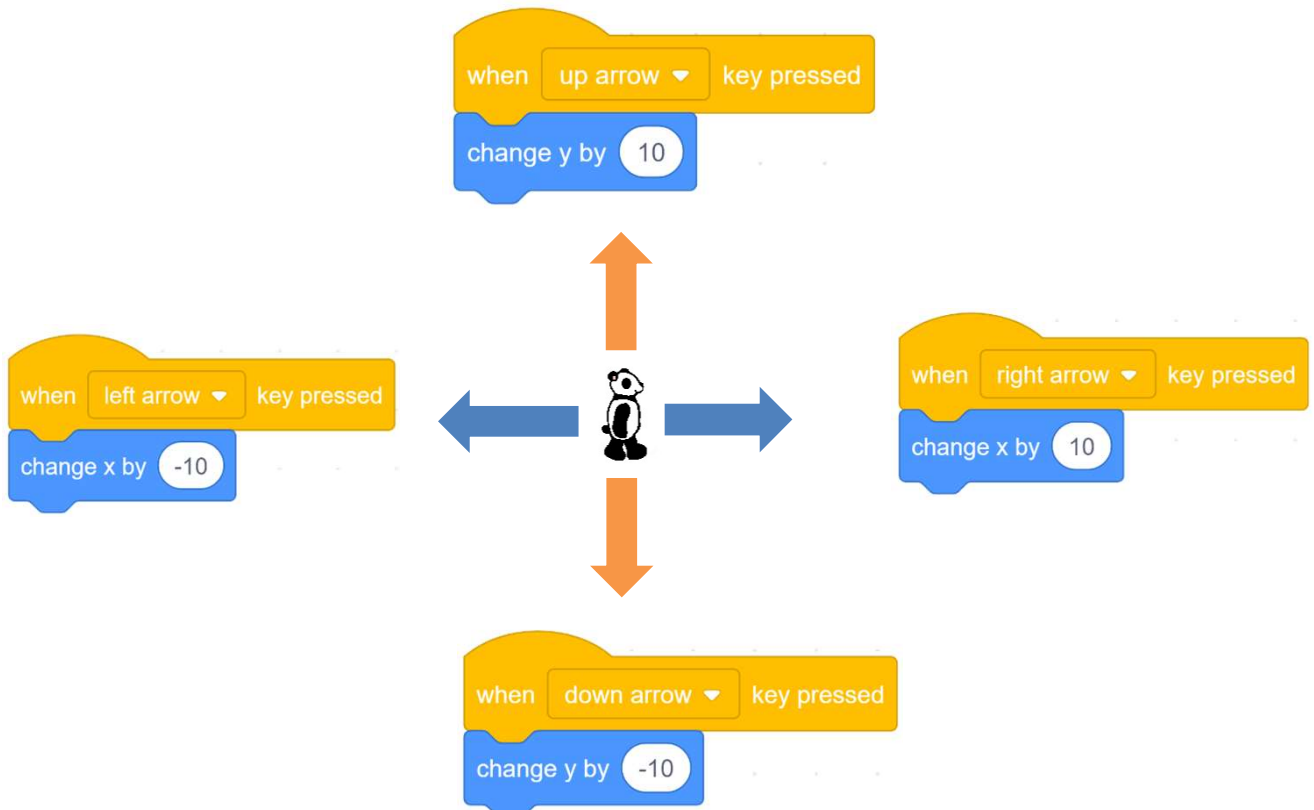 when up arrow key pressed
change y by 10
when left arrow key pressed
change x by -10
when right arrow key pressed
change x by 10
when down arrow key pressed
change y by -10